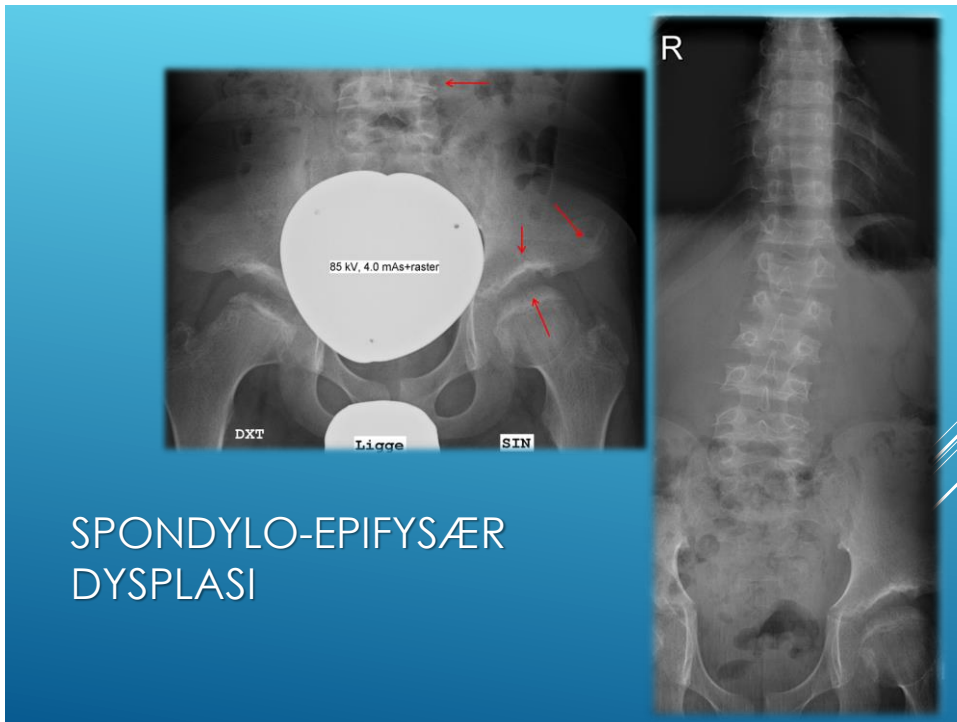 R
85 kV, 4.0 mAs+raster
DXT
Ligge
SIN
SPONDYLO-EPIFYSÆR
DYSPLASI